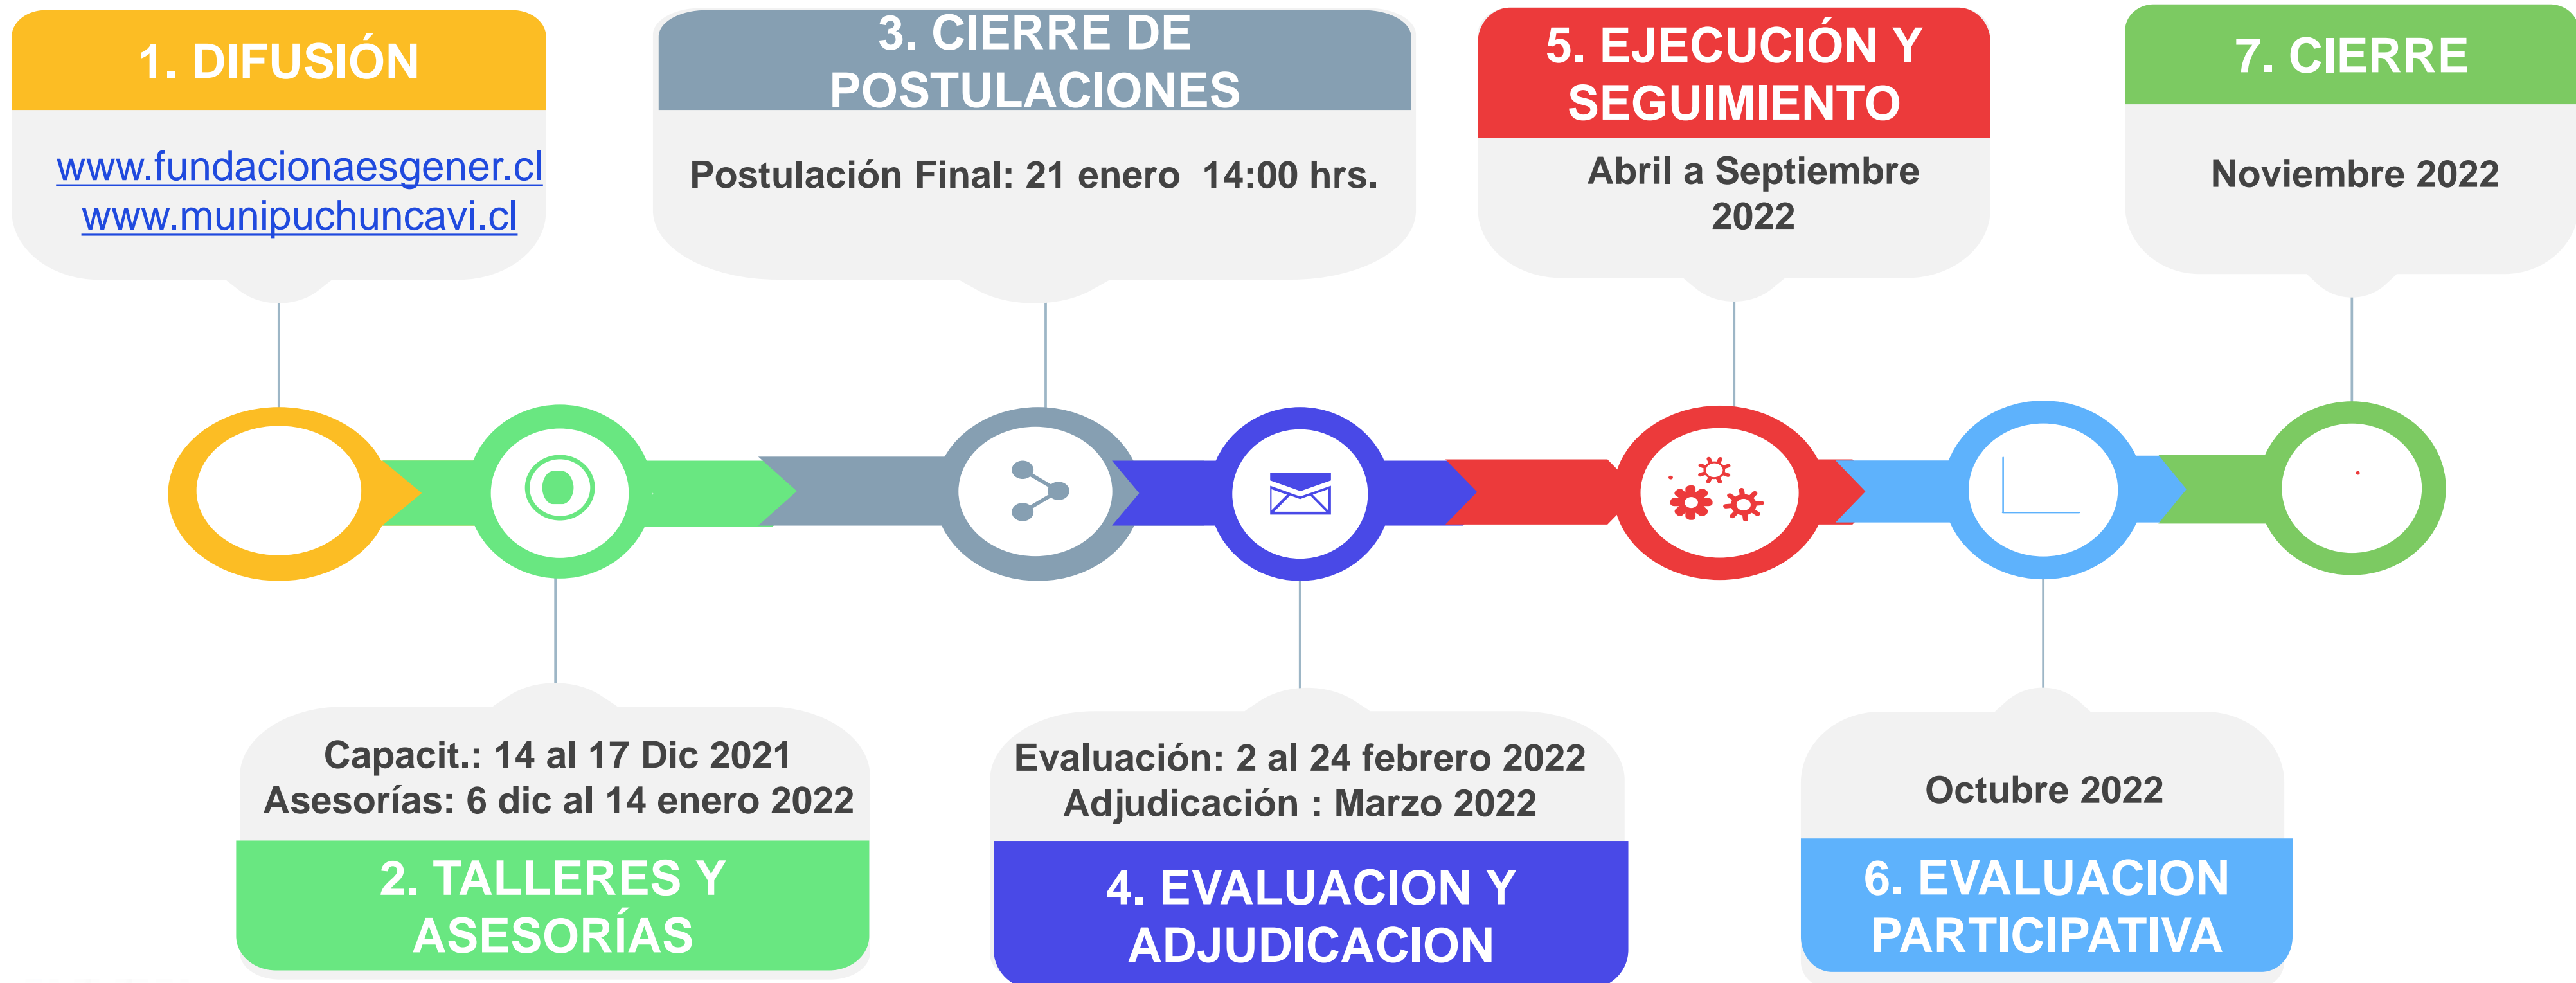 1. DIFUSIÓN
www.fundacionaesgener.cl
www.munipuchuncavi.cl
Capacit.: 14 al 17 Dic 2021
Asesorías: 6 dic al 14 enero 2022
2. TALLERES Y
ASESORÍAS
3. CIERRE DE
POSTULACIONES
Postulación Final: 21 enero 14:00 hrs.
Evaluación: 2 al 24 febrero 2022
Adjudicación : Marzo 2022
4. EVALUACION Y
ADJUDICACION
5. EJECUCIÓN Y
SEGUIMIENTO
Abril a Septiembre
2022
Octubre 2022
6. EVALUACION
PARTICIPATIVA
7. CIERRE
Noviembre 2022